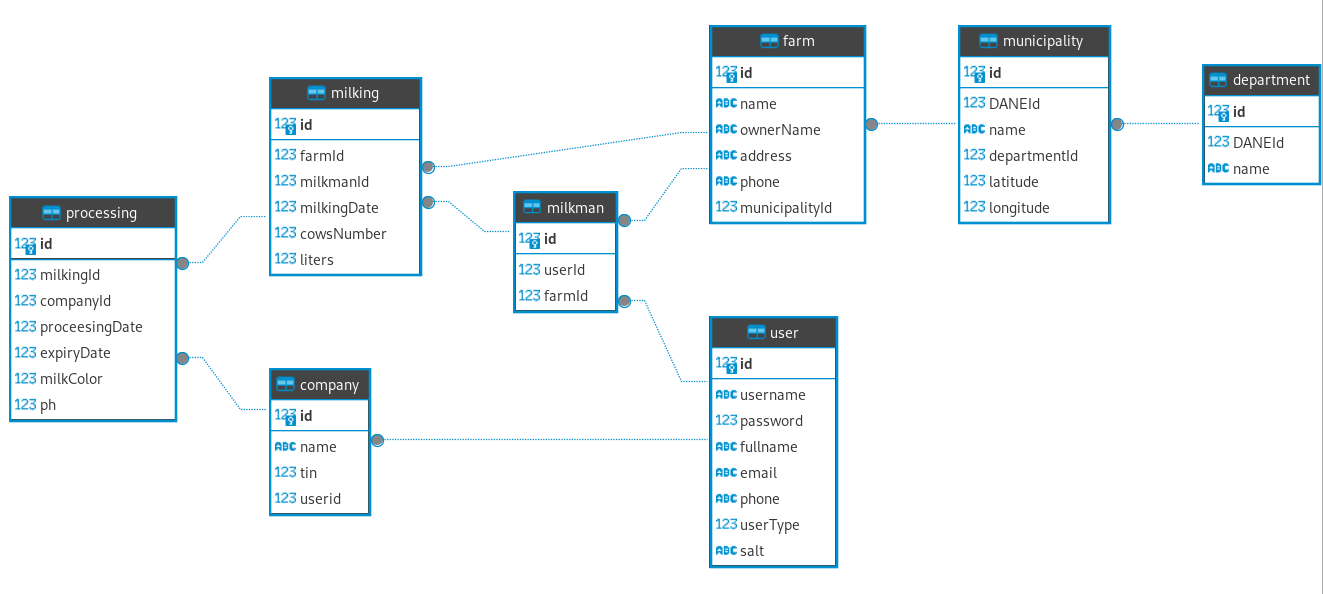 processing
123 id
123 milkingId
123 companyId
123 proceesingDate
123 expiryDate
123 milkColor
123 ph
milking
123 id
123 farmId
123 milkmanId
123 milkingDate
123 cowsNumber
123 liters
company
123 id
ABC name
123 tin
123 userid
milkman
123 id
123 userId
123 farmId
farm
123 id
ABC name
ABC ownerName
ABC address
ABC phone
123 municipalityId
user
123 id
ABC username
123 password
ABC fullname
ABC email
ABC phone
123 userType
ABC salt
municipality
123 id
123 DANEId
ABC name
123 departmentId
123 latitude
123 longitude
department
123 id
123 DANEId
ABC name